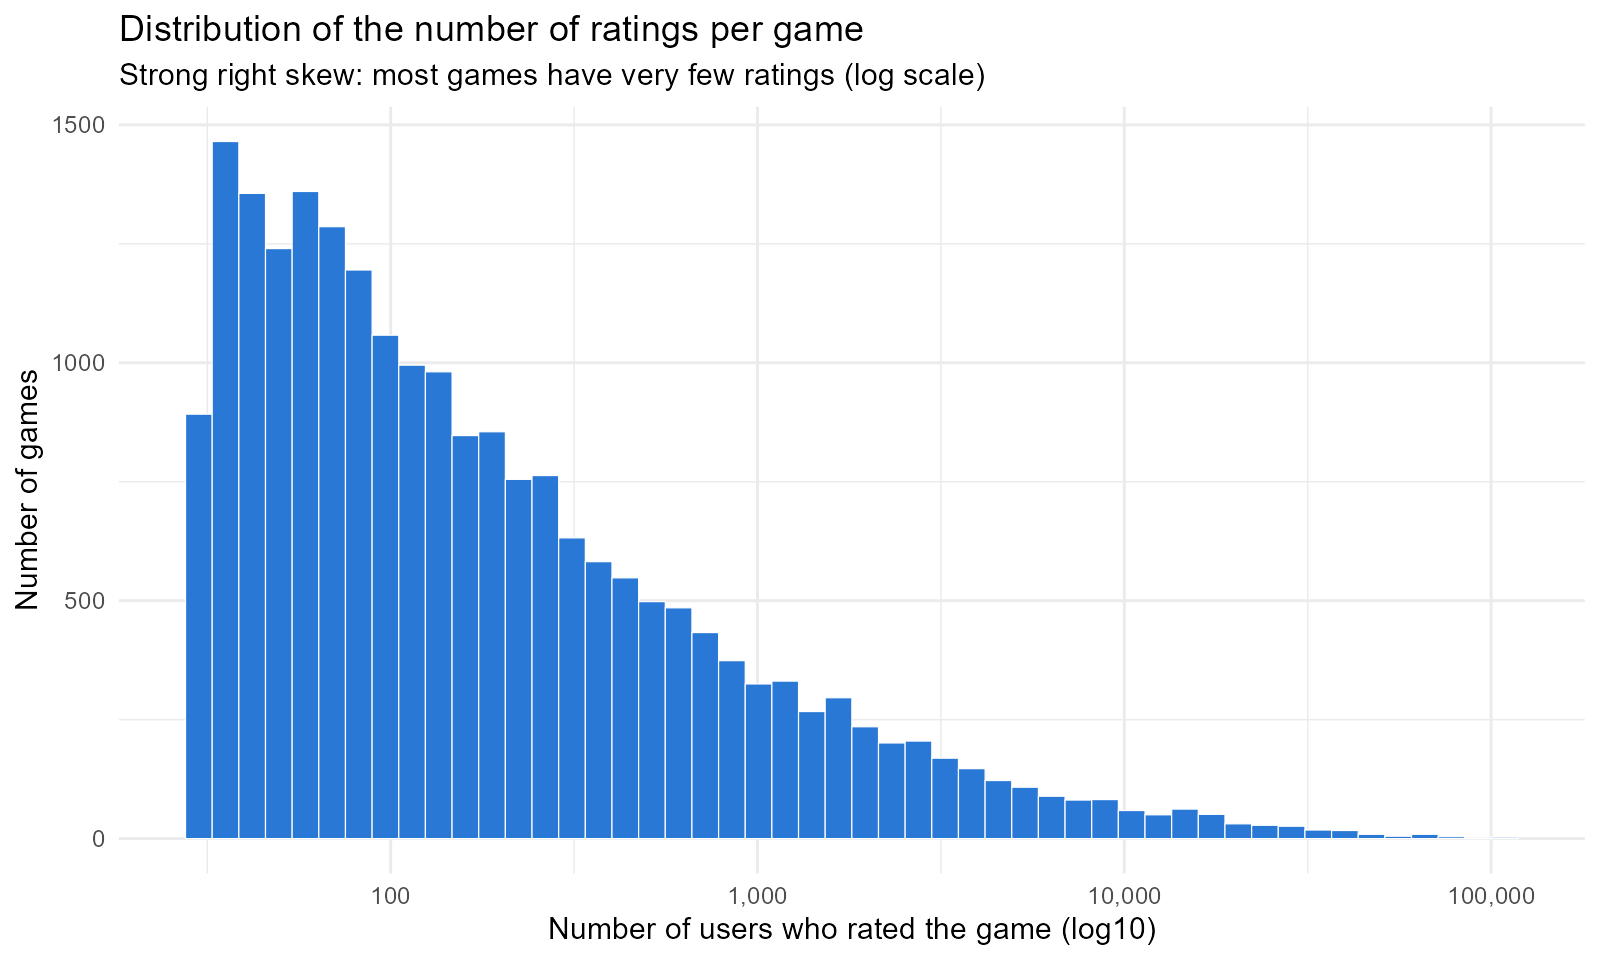 Distribution of the number of ratings per game
Strong right skew: most games have very few ratings (log scale)
1500
1000
500
0
Number of games
100
1,000
10,000
100,000
Number of users who rated the game (log10)